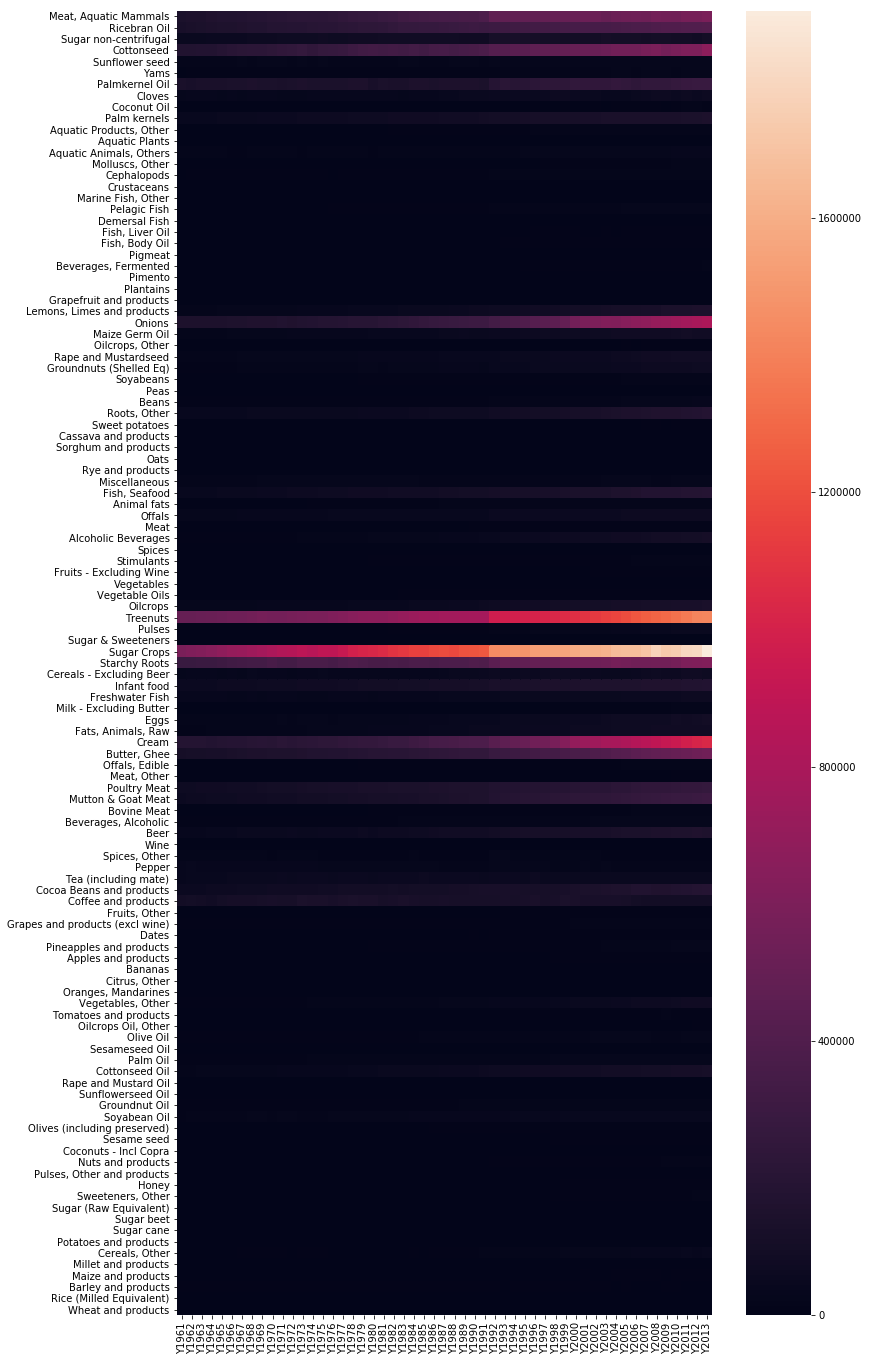 Meat, Aquatic Mammals
Ricebran Oil
Sugar non-centrifugal
Cottonseed
Sunflower seed
Yams
Palmkernel Oil
Cloves
Coconut Oil
Palm kernels
Aquatic Products, Other
Aquatic Plants
Aquatic Animals, Others
Molluscs, Other
Cephalopods
Crustaceans
Marine Fish, Other
Pelagic Fish
Demersal Fish
Fish, Liver Oil
Fish, Body Oil
Pigmeat
Beverages, Fermented
Pimento
Plantains
Grapefruit and products
Lemons, Limes and products
Onions
Maize Germ Oil
Oilcrops, Other
Rape and Mustardseed
Groundnuts (Shelled Eq)
Soyabeans
Peas
Beans
Roots, Other
Sweet potatoes
Cassava and products
Sorghum and products
Oats
Rye and products
Miscellaneous
Fish, Seafood
Animal fats
Offals
Meat
Alcoholic Beverages
Spices
Stimulants
Fruits - Excluding Wine
Vegetables
Vegetable Oils
Oilcrops
Treenuts
Pulses
Sugar & Sweeteners
Sugar Crops
Starchy Roots
Cereals - Excluding Beer
Infant food
Freshwater Fish
Milk - Excluding Butter
Eggs
Fats, Animals, Raw
Cream
Butter, Ghee
Offals, Edible
Meat, Other
Poultry Meat
Mutton & Goat Meat
Bovine Meat
Beverages, Alcoholic
Beer
Wine
Spices, Other
Pepper
Tea (including mate)
Cocoa Beans and products
Coffee and products
Fruits, Other
Grapes and products (excl wine)
Dates
Pineapples and products
Apples and products
Bananas
Citrus, Other
Oranges, Mandarines
Vegetables, Other
Tomatoes and products
Oilcrops Oil, Other
Olive Oil
Sesameseed Oil
Palm Oil
Cottonseed Oil
Rape and Mustard Oil
Sunflowerseed Oil
Groundnut Oil
Soyabean Oil
Olives (including preserved)
Sesame seed
Coconuts - Incl Copra
Nuts and products
Pulses, Other and products
Honey
Sweeteners, Other
Sugar (Raw Equivalent)
Sugar beet
Sugar cane
Potatoes and products
Cereals, Other
Millet and products
Maize and products
Barley and products
Rice (Milled Equivalent)
Wheat and products
Y1961
Y1962
Y1963
Y1964
Y1965
Y1966
Y1967
Y1968
Y1969
Y1970
Y1971
Y1972
Y1973
Y1974
Y1975
Y1976
Y1977
Y1978
Y1979
Y1980
Y1981
Y1982
Y1983
Y1984
Y1985
Y1986
Y1987
Y1988
Y1989
Y1990
Y1991
Y1992
Y1993
Y1994
Y1995
Y1996
Y1997
Y1998
Y1999
Y2000
Y2001
Y2002
Y2003
Y2004
Y2005
Y2006
Y2007
Y2008
Y2009
Y2010
Y2011
Y2012
Y2013
1600000
1200000
800000
400000
0